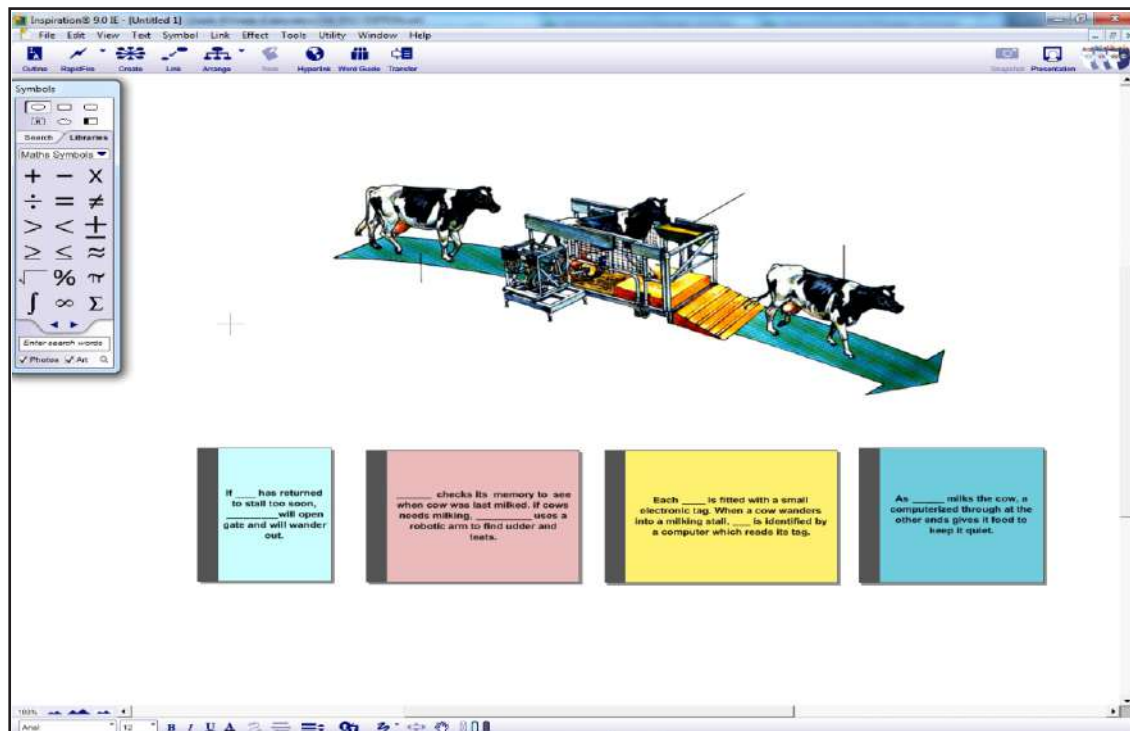 Inspiration® 9.0 IE - [Untitled 1]
File Edit View Text Symbol Link Effect Tools Utility Window Help
Outline RapidFire Create Link Arrange Hyperlink Word Guide Transfer Snapshot Presentation
Symbols
Search Libraries
Maths Symbols
+ − x
÷ = ≠
> < ±
≥ ≤ ≈
√ % π
∫ ∞ Σ
Enter search words
Photos Art
If ____ has returned
to stall too soon,
________will open
gate and will wander
out.
______ checks its memory to see
when cow was last milked. If cows
needs milking, _________ uses a
robotic arm to find udder and
teets.
Each ____ is fitted with a small
electronic tag. When a cow wanders
into a milking stall, ___ is identified by
a computer which reads its tag.
As _____ milks the cow, a
computerized through at the
other ends gives it food to
keep it quiet.
100%
Arial 12 B I U A